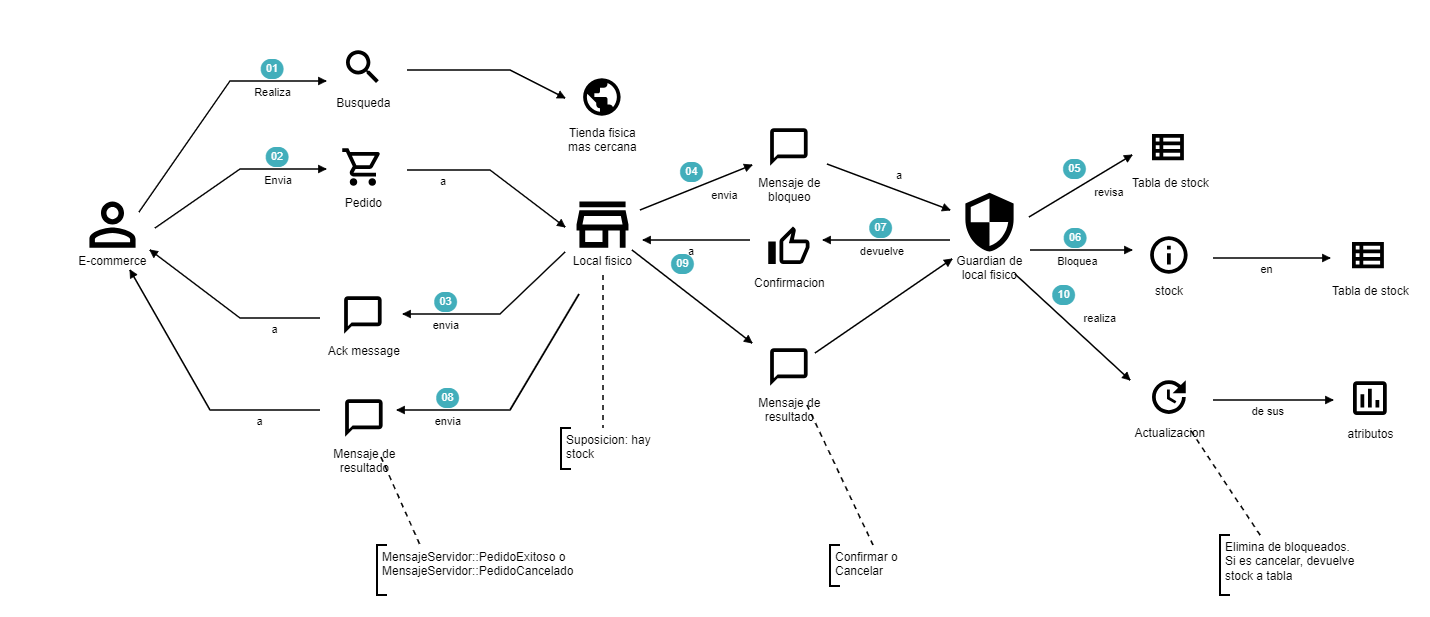 01
Realiza
Busqueda
Tienda fisica
mas cercana
02
Envia
Pedido
a
E-commerce
Local fisico
03
envia
a
Ack message
08
envia
a
Mensaje de
resultado
MensajeServidor::PedidoExitoso o
MensajeServidor::PedidoCancelado
Suposicion: hay
stock
04
envia
Mensaje de
bloqueo
a
07
devuelve
Confirmacion
a
09
Mensaje de
resultado
Confirmar o
Cancelar
Guardian de
local fisico
05
revisa
Tabla de stock
06
Bloquea
stock
en
Tabla de stock
10
realiza
Actualizacion
de sus
atributos
Elimina de bloqueados.
Si es cancelar, devuelve
stock a tabla